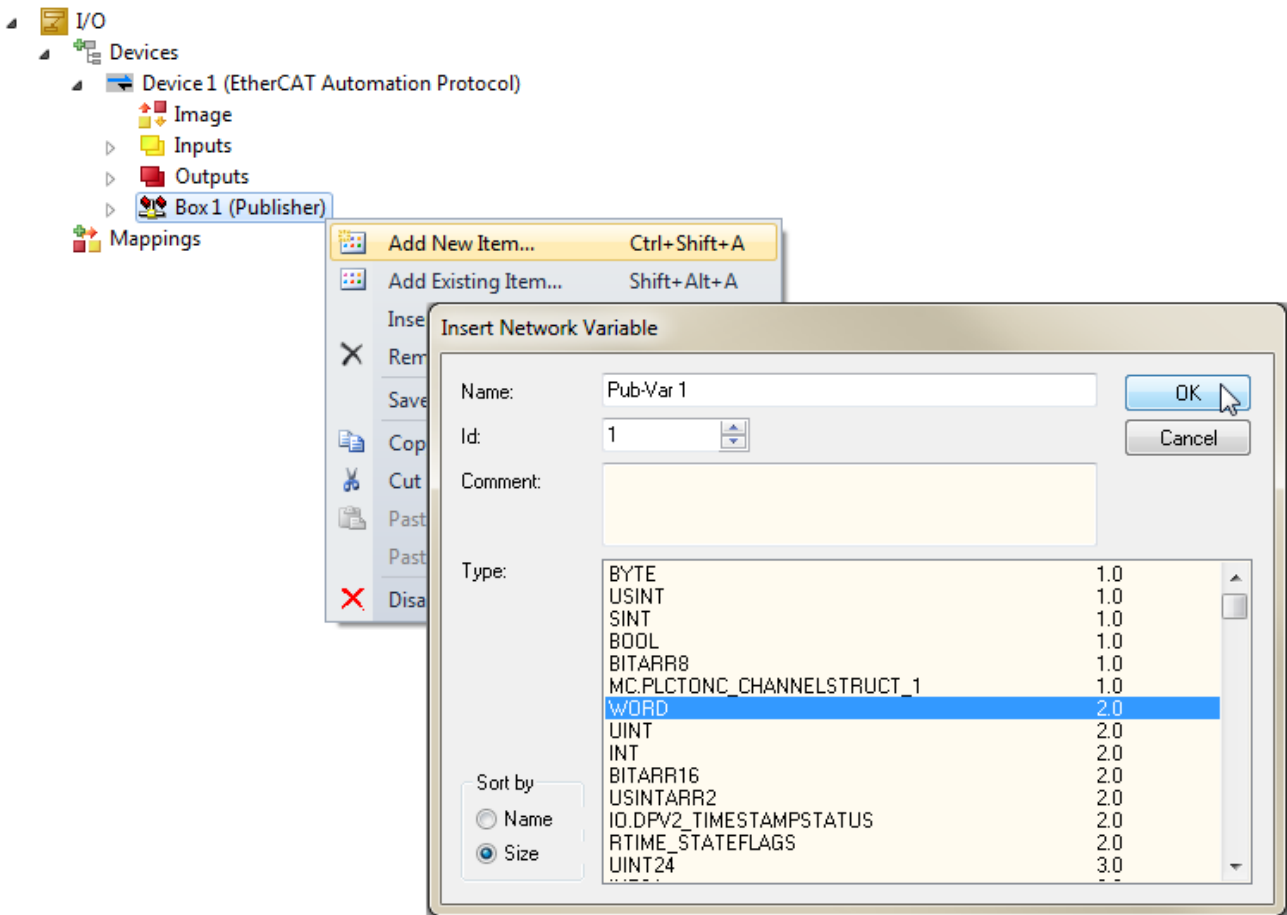 I/O
Devices
Device 1 (EtherCAT Automation Protocol)
Image
Inputs
Outputs
Box 1 (Publisher)
Mappings
Add New Item... Ctrl+Shift+A
Add Existing Item... Shift+Alt+A
Inse
Rem
Save
Cop
Cut
Past
Past
Disa
Insert Network Variable
Name: Pub-Var 1
OK
Id: 1
Cancel
Comment:
Type:
BYTE 1.0
USINT 1.0
SINT 1.0
BOOL 1.0
BITARR8 1.0
MC.PLCTONC_CHANNELSTRUCT_1 1.0
WORD 2.0
UINT 2.0
INT 2.0
BITARR16 2.0
USINTARR2 2.0
IO.DPV2_TIMESTAMPSTATUS 2.0
RTIME_STATEFLAGS 2.0
UINT24 3.0
Sort by
Name
Size